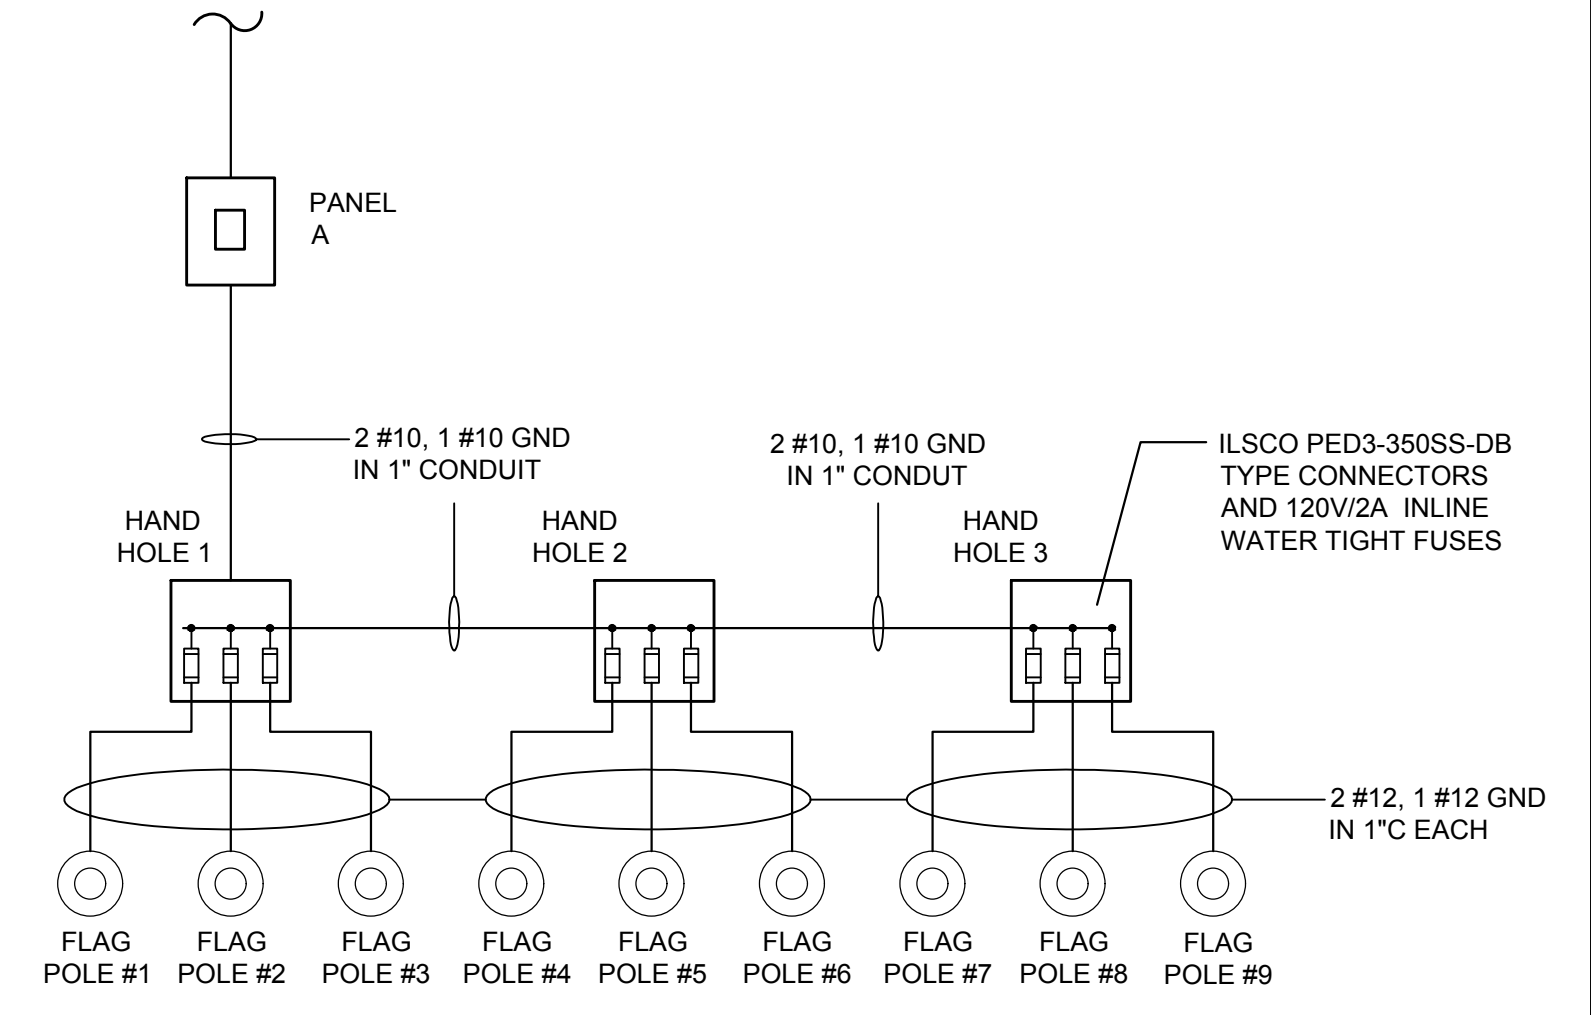 PANEL
A
2 #10, 1 #10 GND
IN 1" CONDUIT
2 #10, 1 #10 GND
IN 1" CONDUT
ILSCO PED3-350SS-DB
TYPE CONNECTORS
AND 120V/2A INLINE
WATER TIGHT FUSES
HAND
HOLE 1
HAND
HOLE 2
HAND
HOLE 3
2 #12, 1 #12 GND
IN 1"C EACH
FLAG
POLE #1
FLAG
POLE #2
FLAG
POLE #3
FLAG
POLE #4
FLAG
POLE #5
FLAG
POLE #6
FLAG
POLE #7
FLAG
POLE #8
FLAG
POLE #9